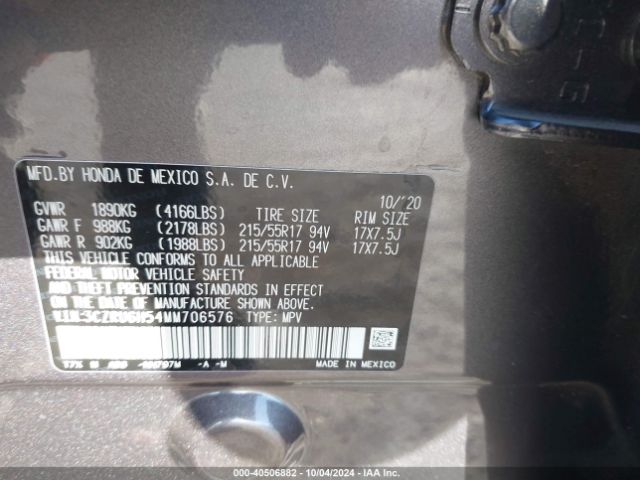 MFD.BY HONDA DE MEXICO S.A. DE C.V.
10/'20
GVWR 1890KG (4166LBS) TIRE SIZE RIM SIZE
GAWR F 988KG (2178LBS) 215/55R17 94V 17X7.5J
GAWR R 902KG (1988LBS) 215/55R17 94V 17X7.5J
THIS VEHICLE CONFORMS TO ALL APPLICABLE
FEDERAL MOTOR VEHICLE SAFETY
AND THEFT PREVENTION STANDARDS IN EFFECT
ON THE DATE OF MANUFACTURE SHOWN ABOVE.
V.I.N. 3CZRU6H54MM706576 TYPE: MPV
-A -M
MADE IN MEXICO
000-40506882 - 10/04/2024 - IAA Inc.